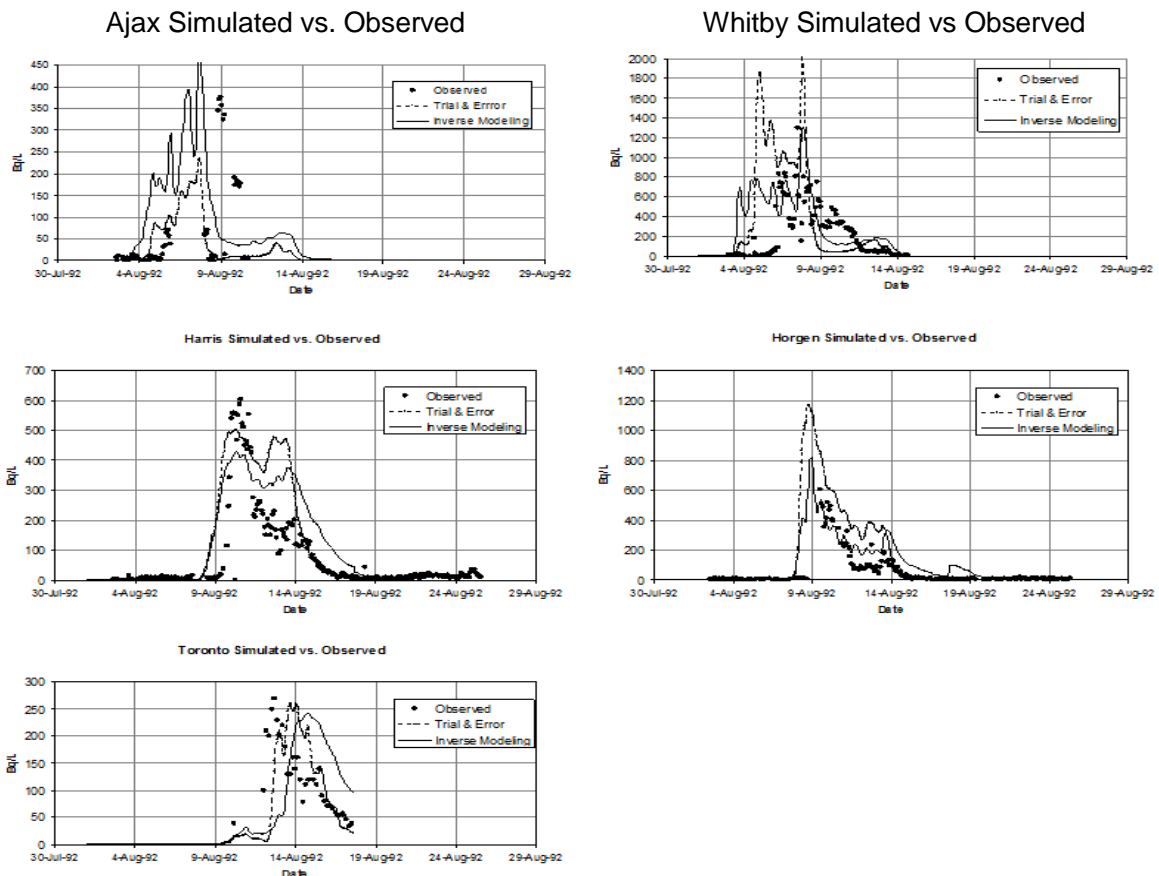 Ajax Simulated vs. Observed
450
400
350
300
250
200
150
100
50
0
Bq/L
30-Jul-92 4-Aug-92 9-Aug-92 14-Aug-92 19-Aug-92 24-Aug-92 29-Aug-92
Date
Observed
Trial & Errror
Inverse Modeling
Whitby Simulated vs Observed
2000
1800
1600
1400
1200
1000
800
600
400
200
0
Bq/L
30-Jul-92 4-Aug-92 9-Aug-92 14-Aug-92 19-Aug-92 24-Aug-92 29-Aug-92
Date
Observed
Trial & Error
Inverse Modeling
Harris Simulated vs. Observed
700
600
500
400
300
200
100
0
Bq/L
30-Jul-92 4-Aug-92 9-Aug-92 14-Aug-92 19-Aug-92 24-Aug-92 29-Aug-92
Date
Observed
Trial & Error
Inverse Modeling
Horgen Simulated vs. Observed
1400
1200
1000
800
600
400
200
0
Bq/L
30-Jul-92 4-Aug-92 9-Aug-92 14-Aug-92 19-Aug-92 24-Aug-92 29-Aug-92
Date
Observed
Trial & Error
Inverse Modeling
Toronto Simulated vs. Observed
300
250
200
150
100
50
0
Bq/L
30-Jul-92 4-Aug-92 9-Aug-92 14-Aug-92 19-Aug-92 24-Aug-92 29-Aug-92
Date
Observed
Trial & Error
Inverse Modeling